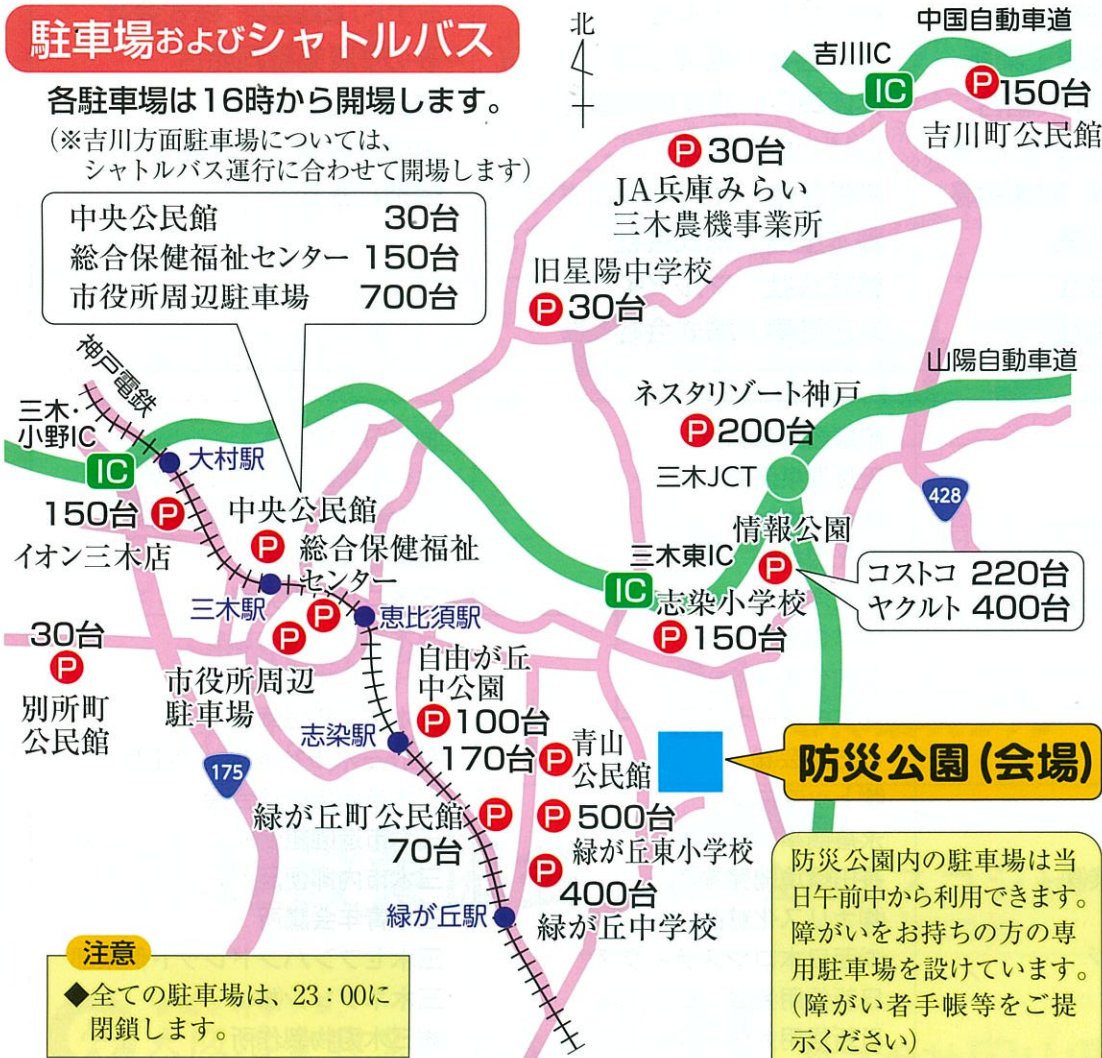 駐車場およびシャトルバス
各駐車場は16時から開場します。
(※吉川方面駐車場については、
シャトルバス運行に合わせて開場します)
中央公民館 30台
総合保健福祉センター 150台
市役所周辺駐車場 700台
北
中国自動車道
吉川IC
IC
P 150台
吉川町公民館
P 30台
JA兵庫みらい
三木農機事業所
旧星陽中学校
P 30台
山陽自動車道
ネスタリゾート神戸
P 200台
三木JCT
428
神戸電鉄
三木・
小野IC
IC
大村駅
150台 P
イオン三木店
中央公民館
P
総合保健福祉
センター
三木駅
P
P
恵比須駅
三木東IC
IC
情報公園
P
コストコ 220台
ヤクルト 400台
志染小学校
P 150台
30台
P
別所町
公民館
市役所周辺
駐車場
175
自由が丘
中公園
P 100台
志染駅
170台 P
青山
公民館
防災公園(会場)
緑が丘町公民館 P
70台
P 500台
緑が丘東小学校
P
400台
緑が丘中学校
緑が丘駅
防災公園内の駐車場は当
日午前中から利用できます。
障がいをお持ちの方の専
用駐車場を設けています。
(障がい者手帳等をご提
示ください)
注意
◆全ての駐車場は、23:00に
閉鎖します。